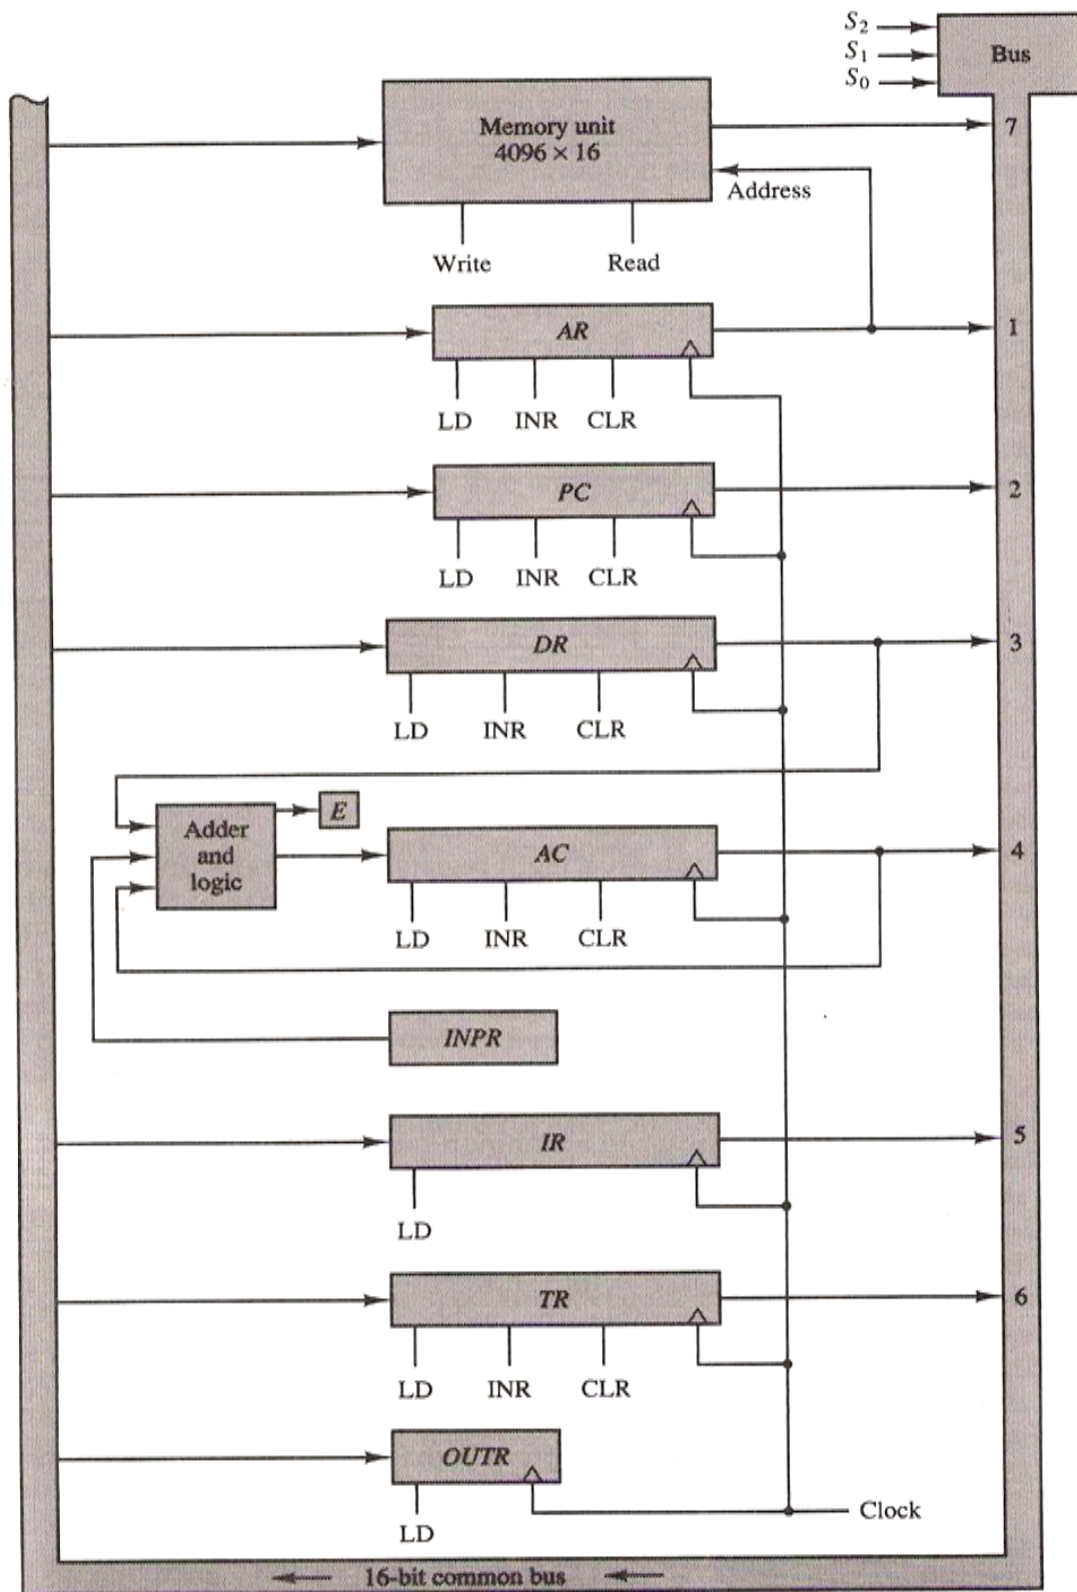 S2
S1
S0
Bus
Memory unit
4096 × 16
7
Address
Write Read
AR
1
LD INR CLR
PC
2
LD INR CLR
DR
3
LD INR CLR
Adder
and
logic
E
AC
4
LD INR CLR
INPR
IR
5
LD
TR
6
LD INR CLR
OUTR
LD
Clock
16-bit common bus